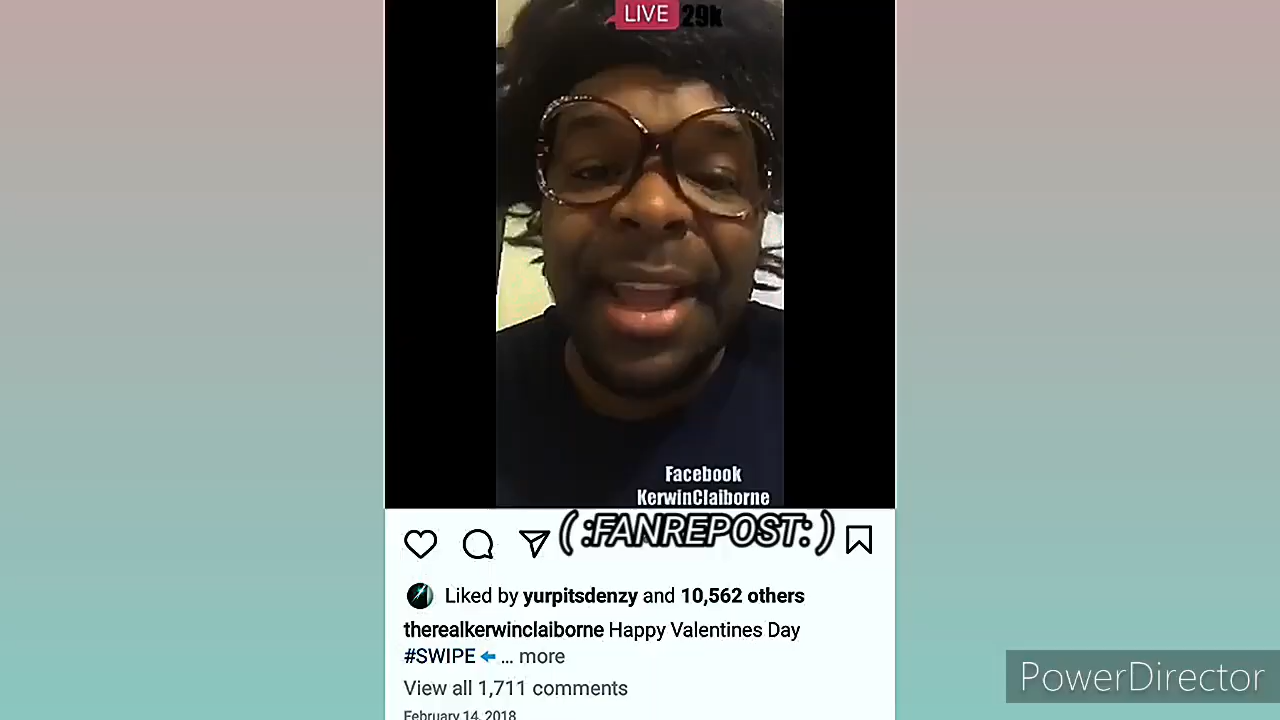 LIVE 29k
Facebook
KerwinClaiborne
( :FANREPOST: )
Liked by yurpitsdenzy and 10,562 others
therealkerwinclaiborne Happy Valentines Day
#SWIPE ... more
View all 1,711 comments
February 14, 2018
PowerDirector